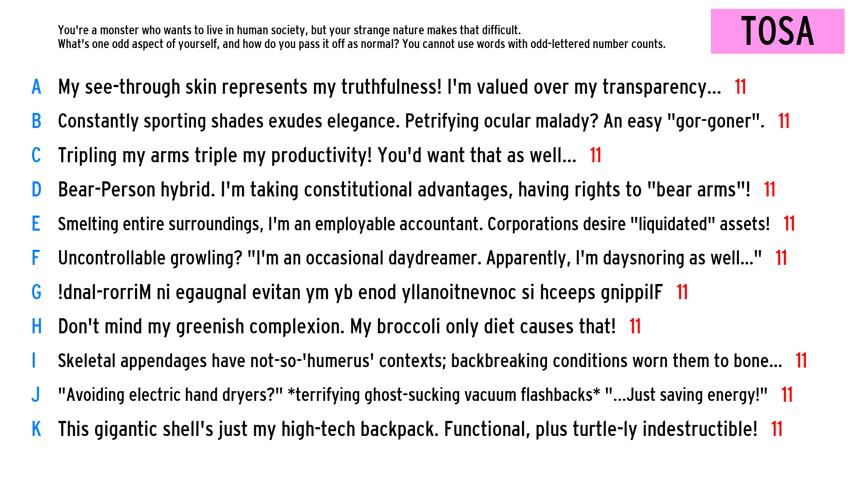 You're a monster who wants to live in human society, but your strange nature makes that difficult.
What's one odd aspect of yourself, and how do you pass it off as normal? You cannot use words with odd-lettered number counts.
TOSA
A My see-through skin represents my truthfulness! I'm valued over my transparency... 11
B Constantly sporting shades exudes elegance. Petrifying ocular malady? An easy "gor-goner". 11
C Tripling my arms triple my productivity! You'd want that as well... 11
D Bear-Person hybrid. I'm taking constitutional advantages, having rights to "bear arms"! 11
E Smelting entire surroundings, I'm an employable accountant. Corporations desire "liquidated" assets! 11
F Uncontrollable growling? "I'm an occasional daydreamer. Apparently, I'm daysnoring as well..." 11
G !dnal-rorriM ni egaugnal evitan ym yb enod yllanoitnevnoc si hceeps gnippilF 11
H Don't mind my greenish complexion. My broccoli only diet causes that! 11
I Skeletal appendages have not-so-'humerus' contexts; backbreaking conditions worn them to bone... 11
J "Avoiding electric hand dryers?" *terrifying ghost-sucking vacuum flashbacks* "...Just saving energy!" 11
K This gigantic shell's just my high-tech backpack. Functional, plus turtle-ly indestructible! 11